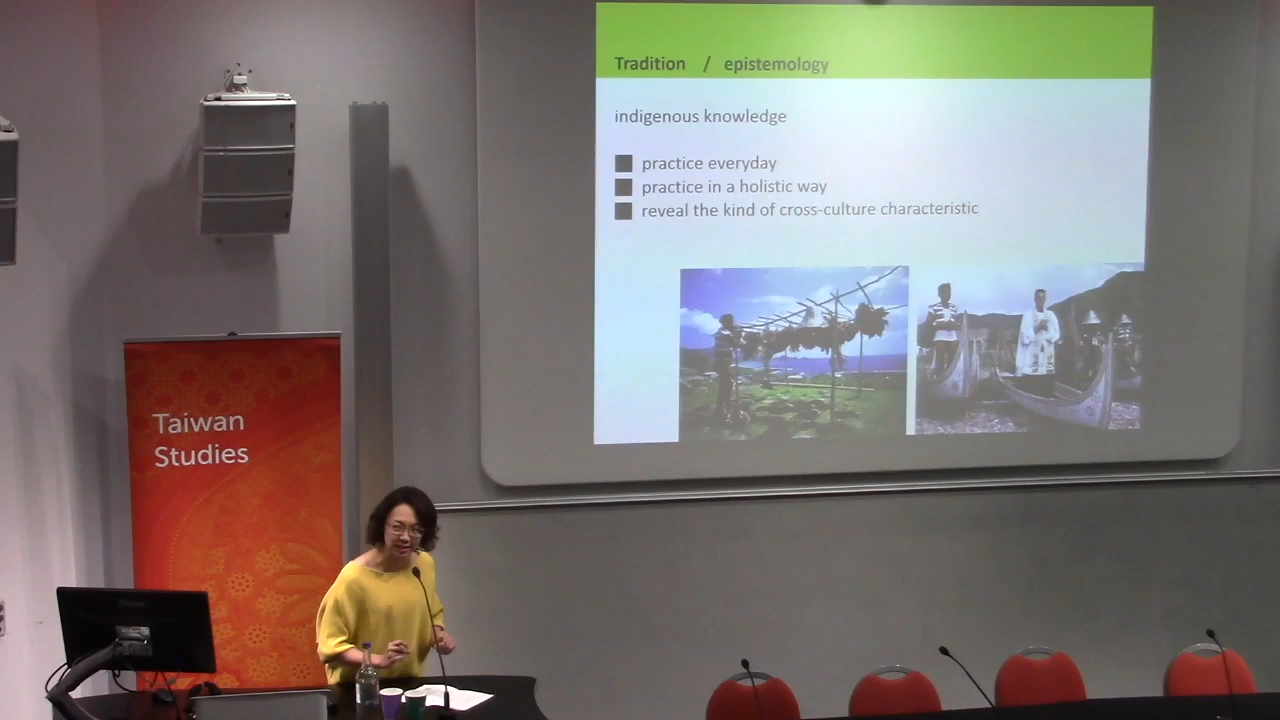 Tradition / epistemology
indigenous knowledge
practice everyday
practice in a holistic way
reveal the kind of cross-culture characteristic
Taiwan
Studies